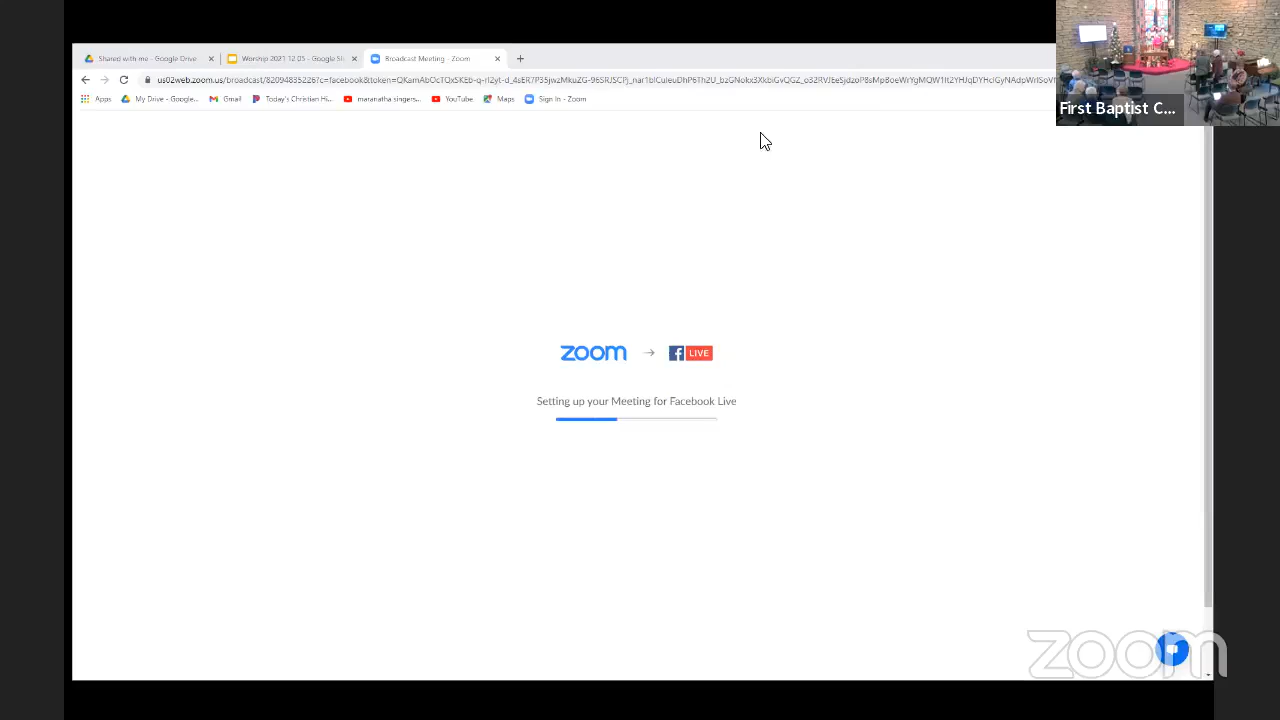 Shared with me - Google Drive
Worship 2021 12 05 - Google Sl
Broadcast Meeting - Zoom
First Baptist C...
Apps
My Drive - Google...
Gmail
Today's Christian Hi...
maranatha singers...
YouTube
Maps
Sign In - Zoom
zoom → f LIVE
Setting up your Meeting for Facebook Live
zoom